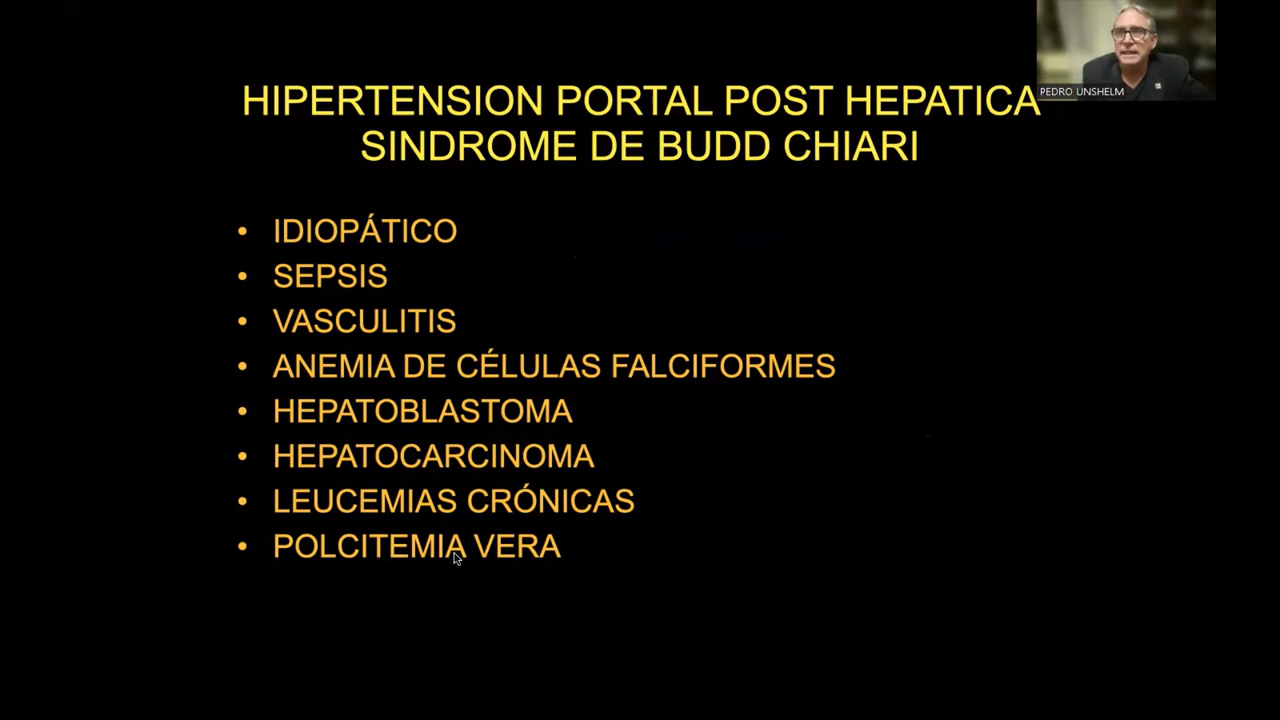 HIPERTENSION PORTAL POST HEPATICA
SINDROME DE BUDD CHIARI
PEDRO UNSHELM
• IDIOPÁTICO
• SEPSIS
• VASCULITIS
• ANEMIA DE CÉLULAS FALCIFORMES
• HEPATOBLASTOMA
• HEPATOCARCINOMA
• LEUCEMIAS CRÓNICAS
• POLCITEMIA VERA